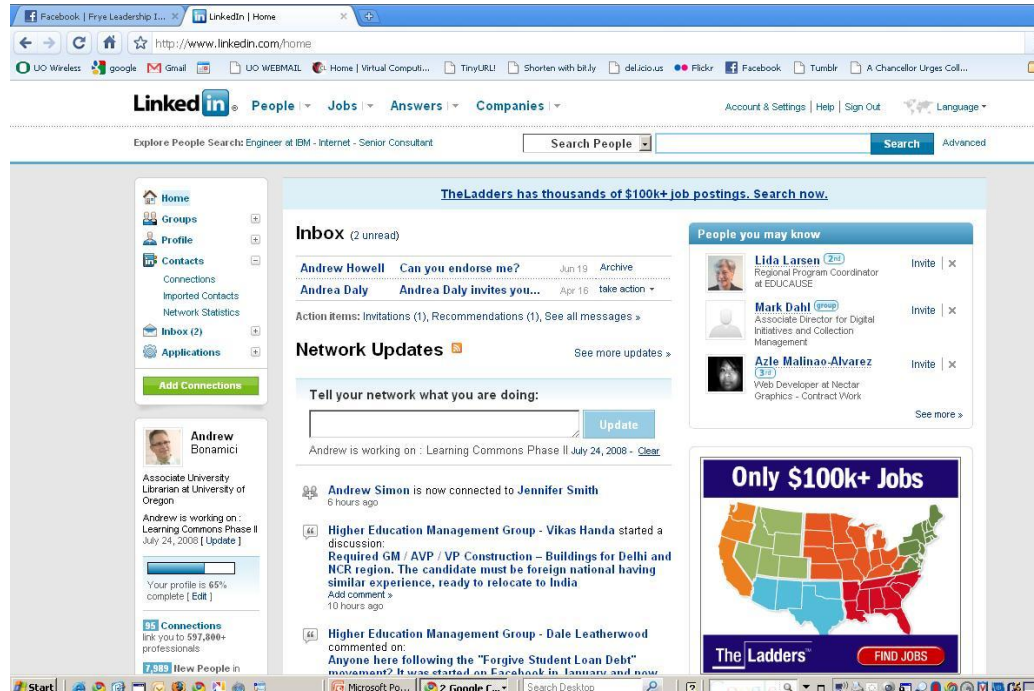 Facebook | Frye Leadership I...
LinkedIn | Home
http://www.linkedin.com/home
UO Wireless google Gmail UO WEBMAIL Home | Virtual Computi... TinyURL! Shorten with bit.ly del.icio.us Flickr Facebook Tumblr A Chancellor Urges Coll...
Linked in People Jobs Answers Companies Account & Settings | Help | Sign Out Language
Explore People Search: Engineer at IBM - Internet - Senior Consultant Search People Search Advanced
TheLadders has thousands of $100k+ job postings. Search now.
Home
Groups
Profile
Contacts
Connections
Imported Contacts
Network Statistics
Inbox (2)
Applications
Add Connections
Andrew
Bonamici
Associate University
Librarian at University of
Oregon
Andrew is working on :
Learning Commons Phase II
July 24, 2008 [ Update ]
Your profile is 65%
complete [ Edit ]
95 Connections
link you to 597,800+
professionals
7,989 New People in
Inbox (2 unread)
Andrew Howell Can you endorse me? Jun 19 Archive
Andrea Daly Andrea Daly invites you... Apr 16 take action
Action items: Invitations (1), Recommendations (1), See all messages »
Network Updates See more updates »
Tell your network what you are doing:
Update
Andrew is working on : Learning Commons Phase II July 24, 2008 - Clear
Andrew Simon is now connected to Jennifer Smith
6 hours ago
Higher Education Management Group - Vikas Handa started a
discussion:
Required GM / AVP / VP Construction – Buildings for Delhi and
NCR region. The candidate must be foreign national having
similar experience, ready to relocate to India
Add comment »
10 hours ago
Higher Education Management Group - Dale Leatherwood
commented on:
Anyone here following the "Forgive Student Loan Debt"
movement? It was started on Facebook in January and now
People you may know
Lida Larsen 2nd Invite
Regional Program Coordinator
at EDUCAUSE
Mark Dahl group Invite
Associate Director for Digital
Initiatives and Collection
Management
Azle Malinao-Alvarez Invite
3rd
Web Developer at Nectar
Graphics - Contract Work
See more »
Only $100k+ Jobs
The Ladders FIND JOBS
Start Microsoft Po... 2 Google C... Search Desktop